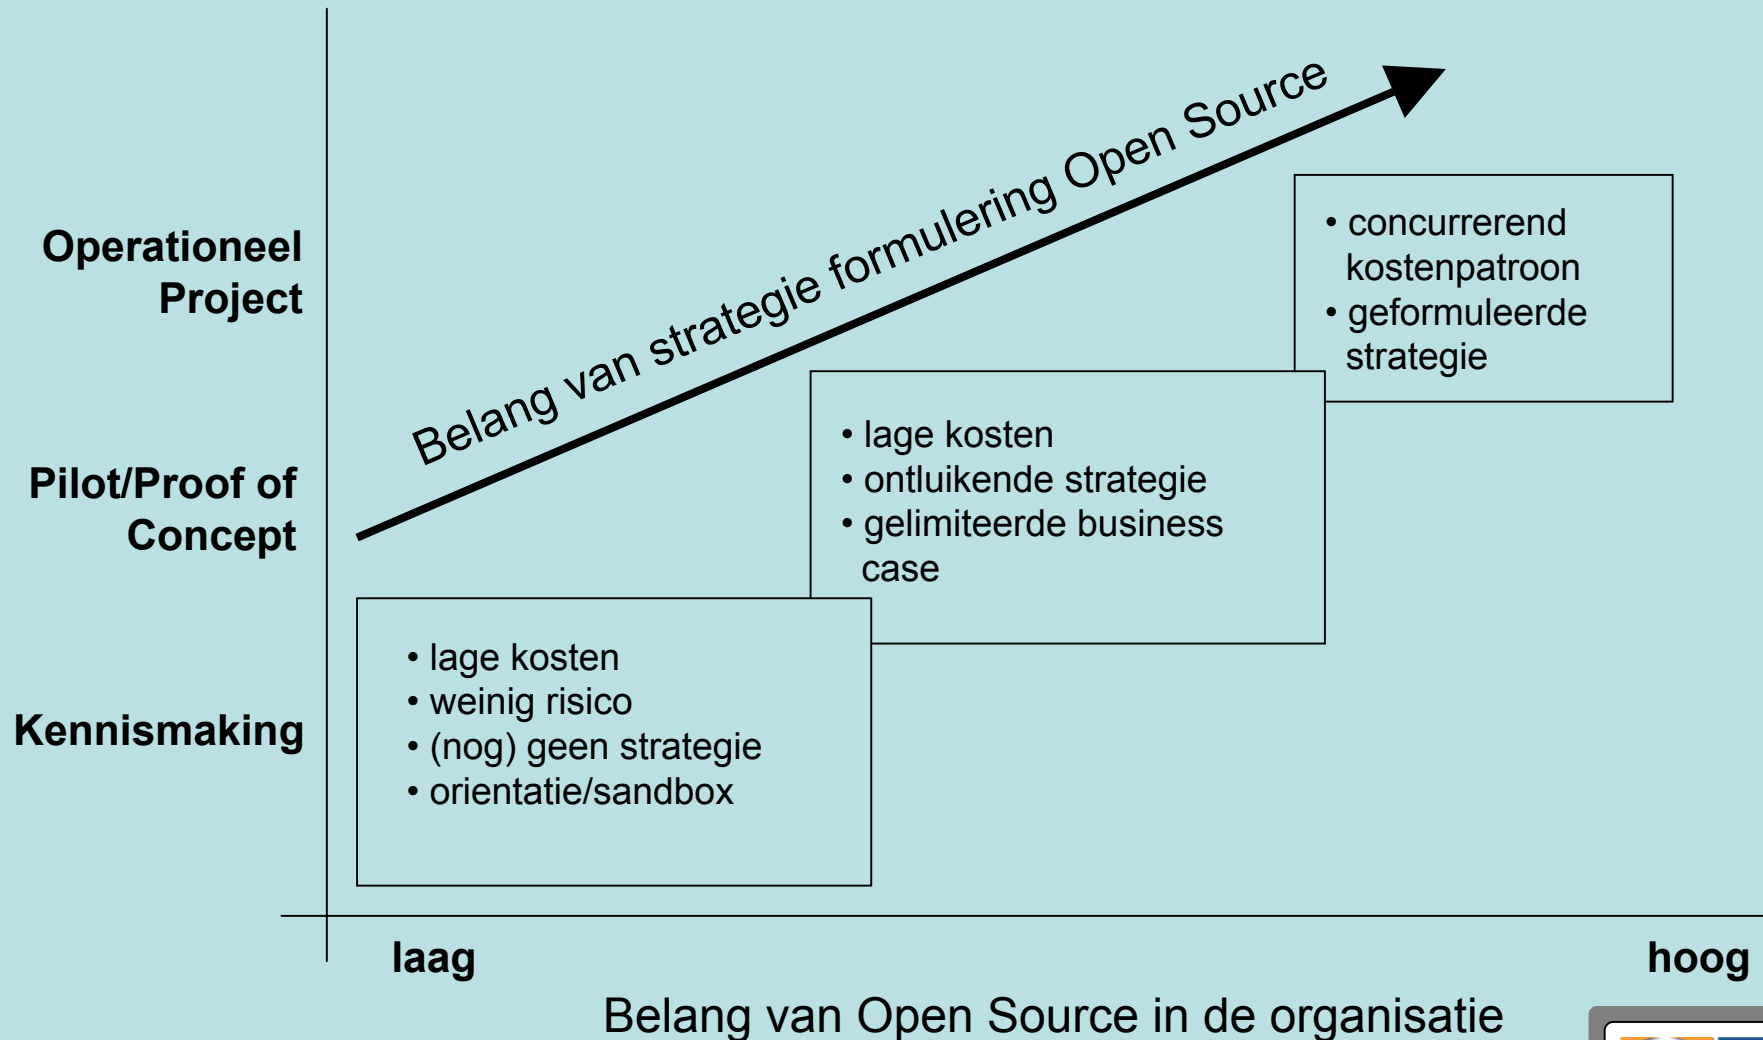 Belang van strategie formulering Open Source
Operationeel
Project
• concurrerend
kostenpatroon
• geformuleerde
strategie
Pilot/Proof of
Concept
• lage kosten
• ontluikende strategie
• gelimiteerde business
case
Kennismaking
• lage kosten
• weinig risico
• (nog) geen strategie
• orientatie/sandbox
laag
hoog
Belang van Open Source in de organisatie